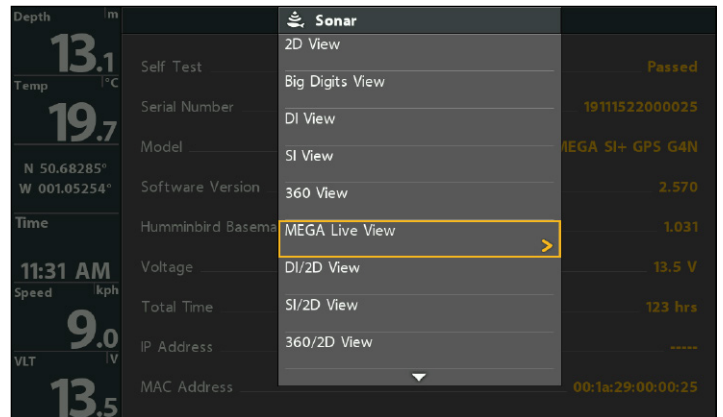 Depth m
13.1
Temp °C
19.7
N 50.68285°
W 001.05254°
Time
11:31 AM
Speed kph
9.0
VLT V
13.5
Sonar
2D View
Big Digits View
DI View
SI View
360 View
MEGA Live View
DI/2D View
SI/2D View
360/2D View
Self Test Passed
Serial Number 19111522000025
Model MEGA SI+ GPS G4N
Software Version 2.570
Humminbird Basema 1.031
Voltage 13.5 V
Total Time 123 hrs
IP Address -----
MAC Address 00:1a:29:00:00:25